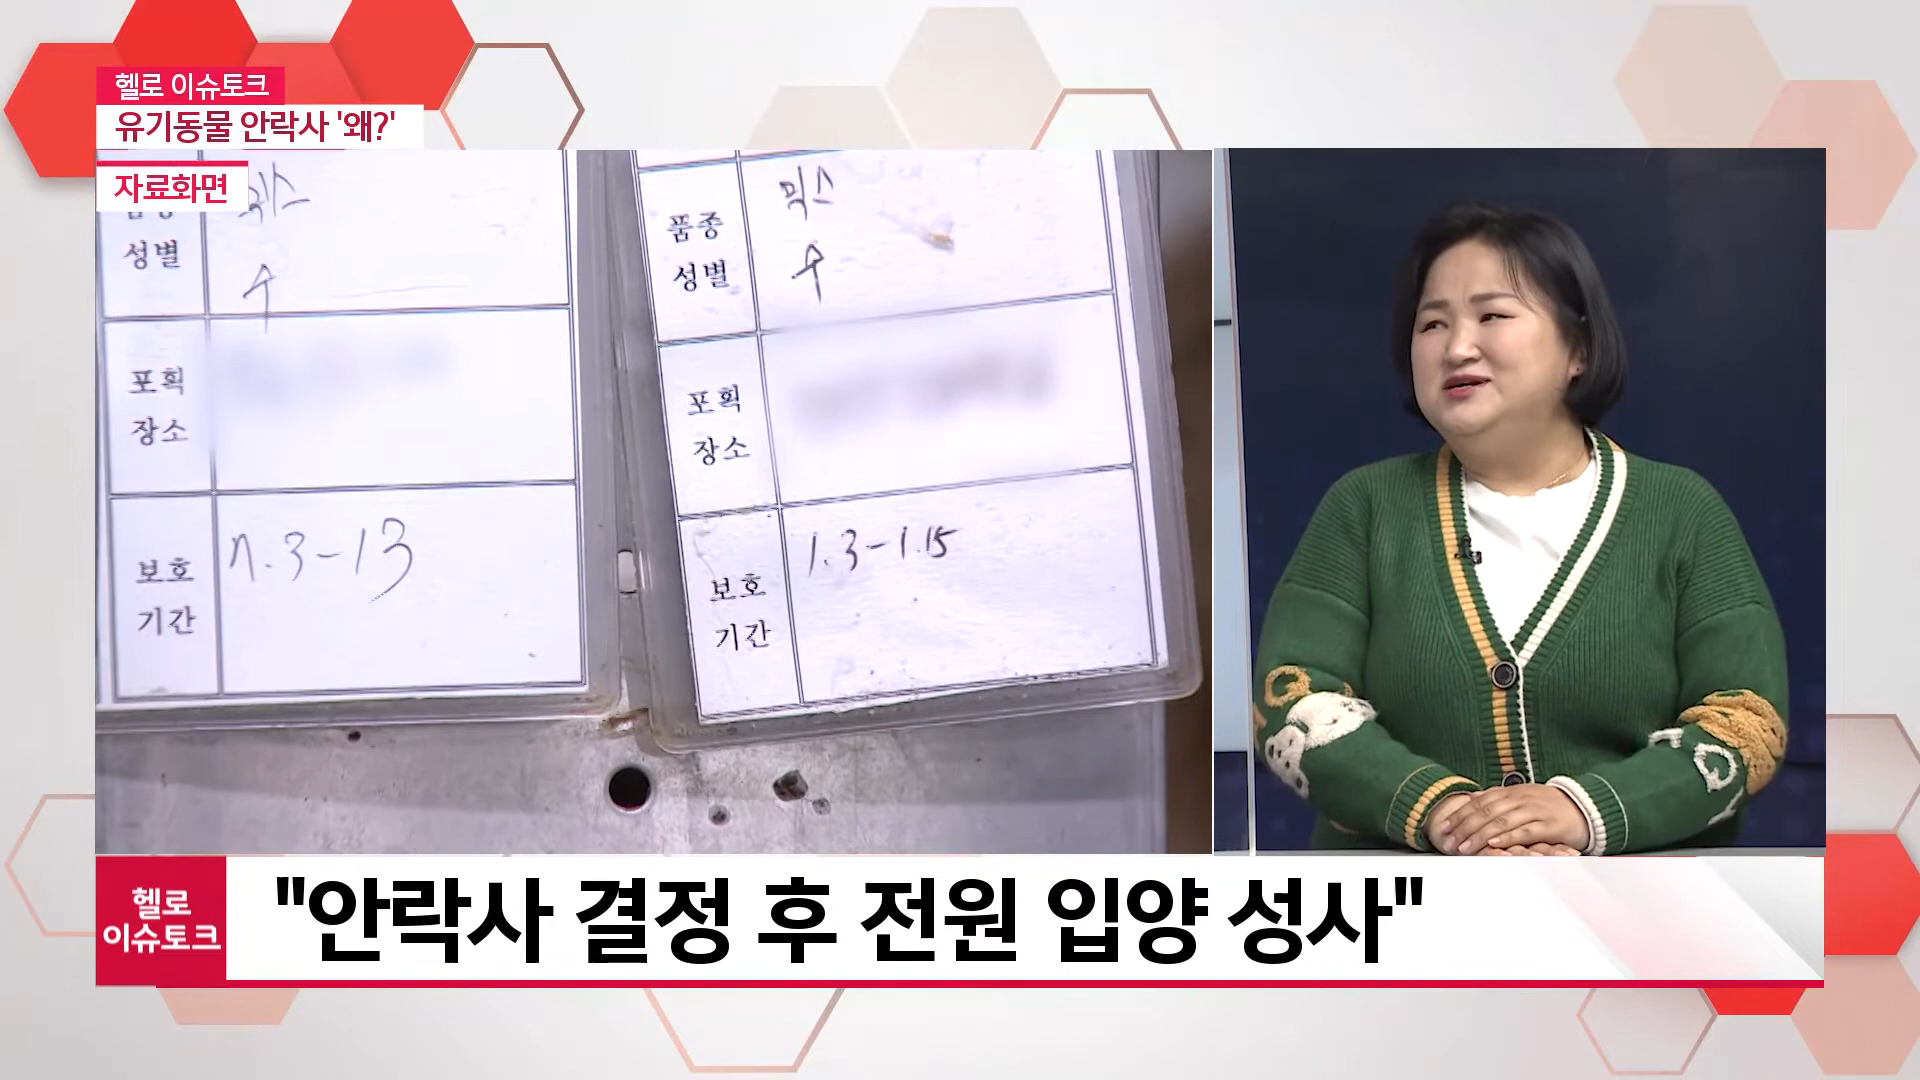 헬로 이슈토크
유기동물 안락사 '왜?'
자료화면
성별
수
포획
장소
보호
기간
3-13
품종
믹스
성별
수
포획
장소
보호
기간
1.3-1.15
헬로
이슈토크
"안락사 결정 후 전원 입양 성사"